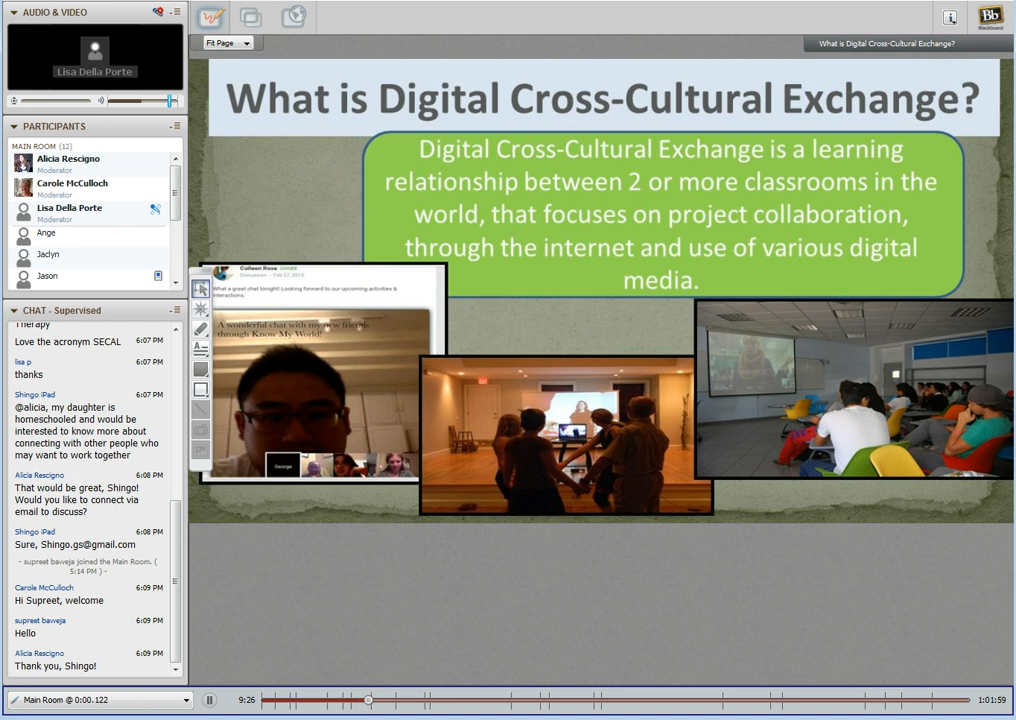 AUDIO & VIDEO
Lisa Della Porte
PARTICIPANTS
MAIN ROOM (12)
Alicia Rescigno
Moderator
Carole McCulloch
Moderator
Lisa Della Porte
Moderator
Ange
Jadyn
Jason
CHAT - Supervised
Therapy
Love the acronym SECAL 6:07 PM
lisa p 6:07 PM
thanks
Shingo iPad 6:07 PM
@alicia, my daughter is
homeschooled and would be
interested to know more about
connecting with other people who
may want to work together
Alicia Rescigno 6:08 PM
That would be great, Shingo!
Would you like to connect via
email to discuss?
Shingo iPad 6:08 PM
Sure, Shingo.gs@gmail.com
- supreet baweja joined the Main Room. (
5:14 PM ) -
Carole McCulloch 6:09 PM
Hi Supreet, welcome
supreet baweja 6:09 PM
Hello
Alicia Rescigno 6:09 PM
Thank you, Shingo!
Main Room @ 0:00.122
Fit Page
What is Digital Cross-Cultural Exchange?
Bb
Blackboard
What is Digital Cross-Cultural Exchange?
Digital Cross-Cultural Exchange is a learning
relationship between 2 or more classrooms in the
world, that focuses on project collaboration,
through the internet and use of various digital
media.
Colleen Rose OWNER
Discussion - Feb 27, 2013
What a great chat tonight! Looking forward to our upcoming activities &
interactions.
A wonderful chat with my new friends
through Know My World!
George
9:26
1:01:59